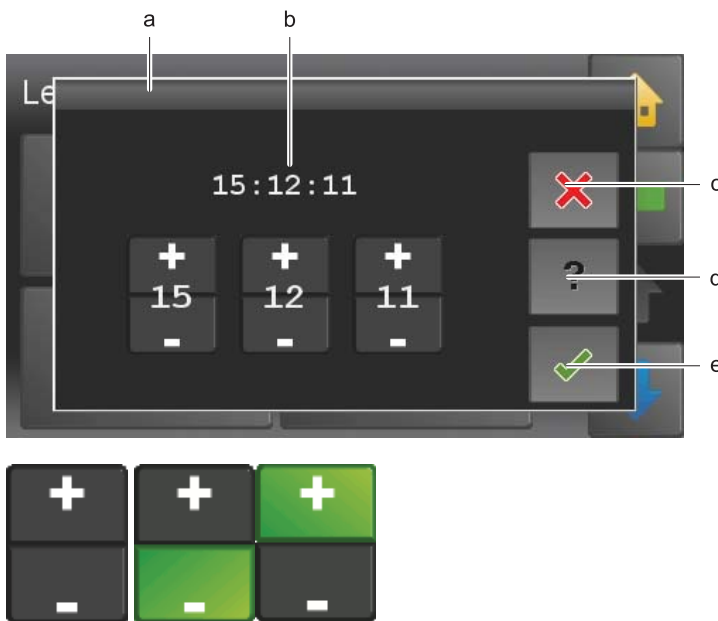 a b
Le
15:12:11
c
+ + +
d
?
15 12 11
- - -
e
+ + +
- - -